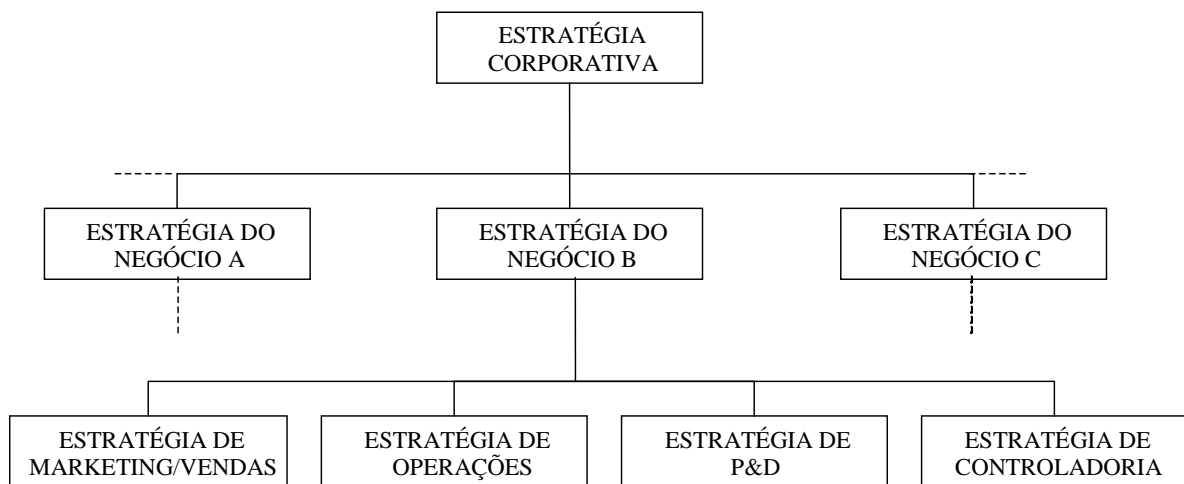 ESTRATÉGIA
CORPORATIVA
ESTRATÉGIA DO
NEGÓCIO A
ESTRATÉGIA DO
NEGÓCIO B
ESTRATÉGIA DO
NEGÓCIO C
ESTRATÉGIA DE
MARKETING/VENDAS
ESTRATÉGIA DE
OPERAÇÕES
ESTRATÉGIA DE
P&D
ESTRATÉGIA DE
CONTROLADORIA